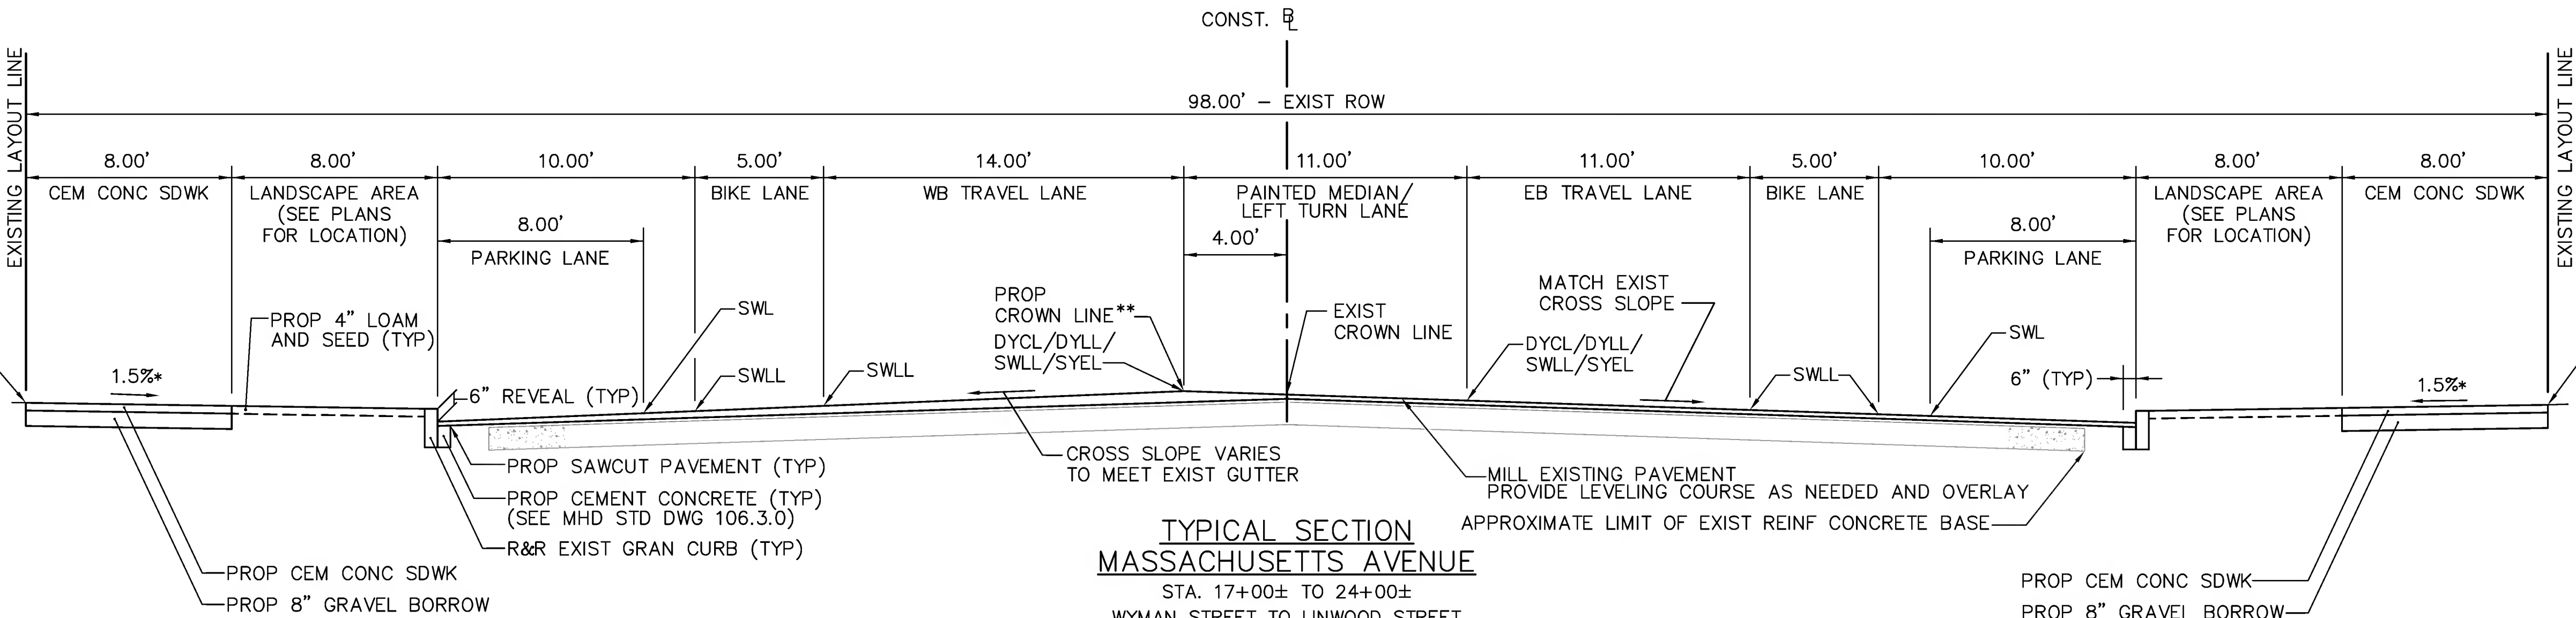 CONST. BL
EXISTING LAYOUT LINE
EXISTING LAYOUT LINE
98.00' - EXIST ROW
8.00'
8.00'
10.00'
5.00'
14.00'
11.00'
11.00'
5.00'
10.00'
8.00'
8.00'
CEM CONC SDWK
LANDSCAPE AREA
(SEE PLANS
FOR LOCATION)
BIKE LANE
WB TRAVEL LANE
PAINTED MEDIAN/
LEFT TURN LANE
EB TRAVEL LANE
BIKE LANE
LANDSCAPE AREA
(SEE PLANS
FOR LOCATION)
CEM CONC SDWK
8.00'
PARKING LANE
4.00'
8.00'
PARKING LANE
PROP 4" LOAM
AND SEED (TYP)
SWL
PROP
CROWN LINE**
DYCL/DYLL/
SWLL/SYEL
EXIST
CROWN LINE
MATCH EXIST
CROSS SLOPE
DYCL/DYLL/
SWLL/SYEL
SWL
1.5%*
6" REVEAL (TYP)
SWLL
SWLL
SWLL
6" (TYP)
1.5%*
PROP SAWCUT PAVEMENT (TYP)
PROP CEMENT CONCRETE (TYP)
(SEE MHD STD DWG 106.3.0)
R&R EXIST GRAN CURB (TYP)
CROSS SLOPE VARIES
TO MEET EXIST GUTTER
MILL EXISTING PAVEMENT
PROVIDE LEVELING COURSE AS NEEDED AND OVERLAY
APPROXIMATE LIMIT OF EXIST REINF CONCRETE BASE
PROP CEM CONC SDWK
PROP 8" GRAVEL BORROW
PROP CEM CONC SDWK
PROP 8" GRAVEL BORROW
TYPICAL SECTION
MASSACHUSETTS AVENUE
STA. 17+00± TO 24+00±
WYMAN STREET TO LINWOOD STREET